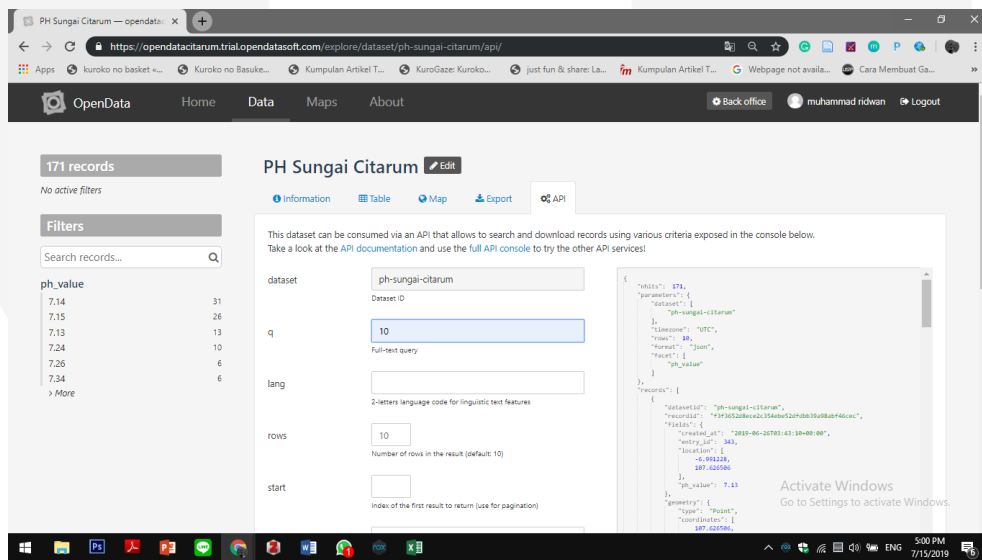 PH Sungai Citarum — opendatac
https://opendatacitarum.trial.opendatasoft.com/explore/dataset/ph-sungai-citarum/api/
Apps kuroko no basket «... Kuroko no Basuke... Kumpulan Artikel T... KuroGaze: Kuroko... just fun & share: La... Kumpulan Artikel T... Webpage not availa... Cara Membuat Ga... »
OpenData Home Data Maps About Back office muhammad ridwan Logout
171 records
No active filters
Filters
Search records...
ph_value
7.14 31
7.15 26
7.13 13
7.24 10
7.26 6
7.34 6
> More
PH Sungai Citarum Edit
Information Table Map Export API
This dataset can be consumed via an API that allows to search and download records using various criteria exposed in the console below.
Take a look at the API documentation and use the full API console to try the other API services!
dataset ph-sungai-citarum
Dataset ID
q 10
Full-text query
lang
2-letters language code for linguistic text features
rows 10
Number of rows in the result (default: 10)
start
Index of the first result to return (use for pagination)
{
"nhits": 171,
"parameters": {
"dataset": [
"ph-sungai-citarum"
],
"timezone": "UTC",
"rows": 10,
"format": "json",
"facet": [
"ph_value"
]
},
"records": [
{
"datasetid": "ph-sungai-citarum",
"recordid":
"fields": {
"created_at": "2019-06-26T03:43:10+00:00",
"entry_id": 343,
"location": [
-6.991228,
107.626506
],
"ph_value": 7.13
},
"geometry": {
"type": "Point",
"coordinates": [
107.626506,
Activate Windows
Go to Settings to activate Windows.
ENG 5:00 PM
7/15/2019